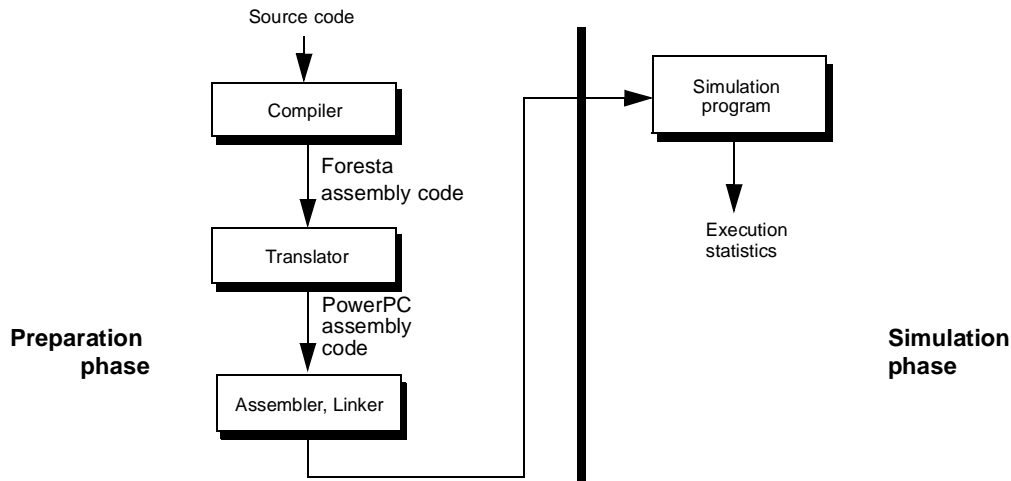 Source code
Compiler
Foresta
assembly code
Translator
PowerPC
assembly
code
Preparation
phase
Assembler, Linker
Simulation
program
Execution
statistics
Simulation
phase